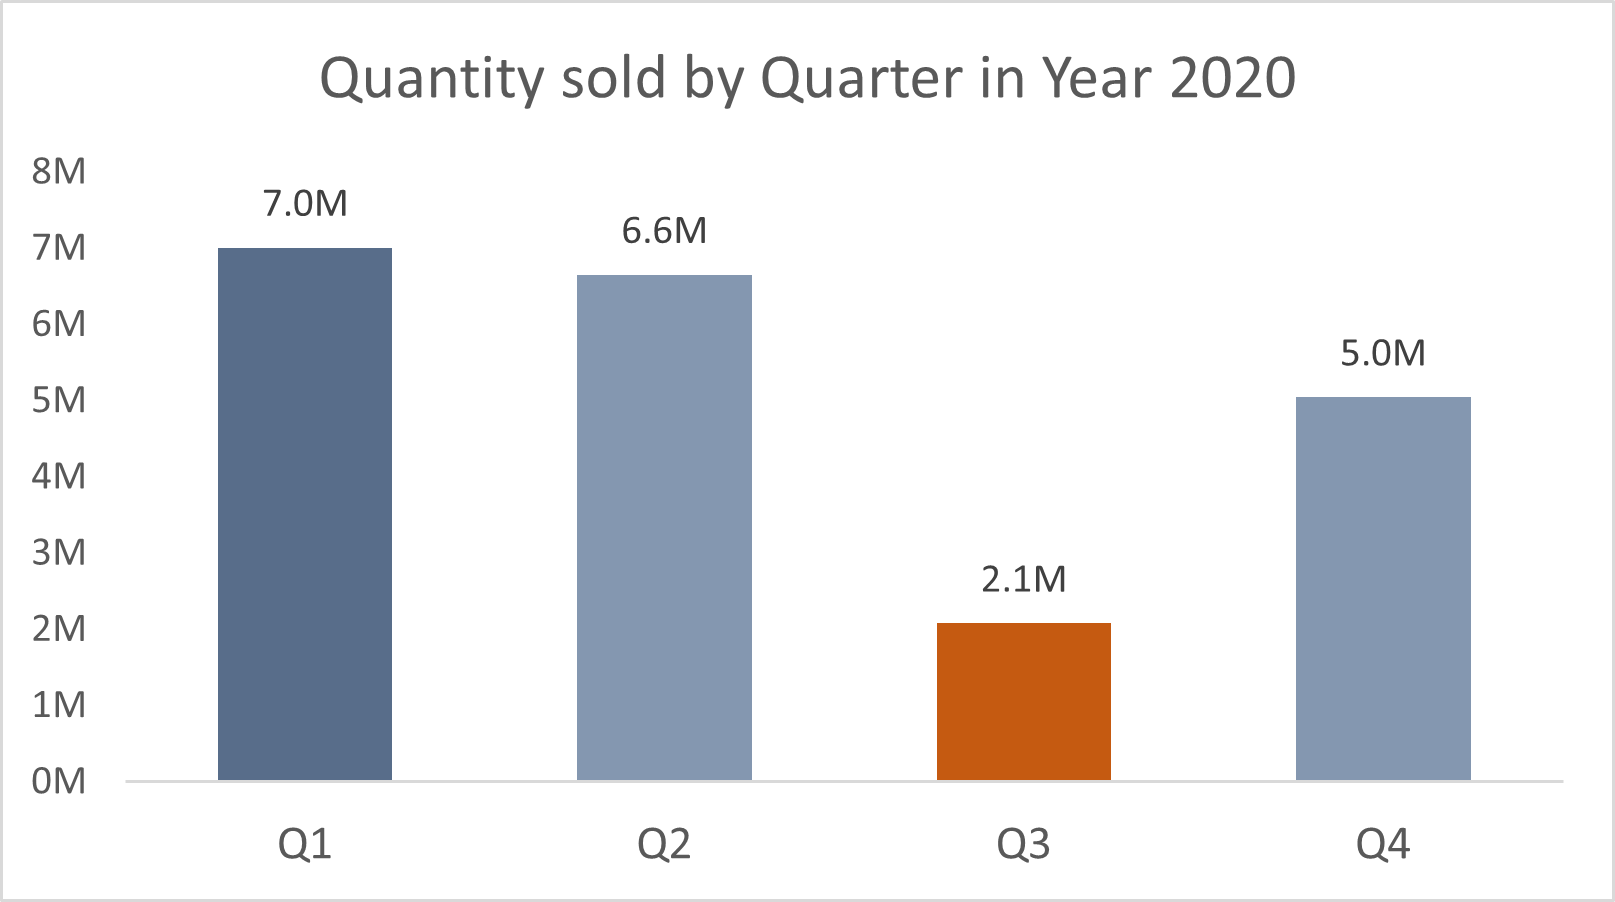 Quantity sold by Quarter in Year 2020
8M
7M
6M
5M
4M
3M
2M
1M
0M
7.0M
6.6M
2.1M
5.0M
Q1
Q2
Q3
Q4